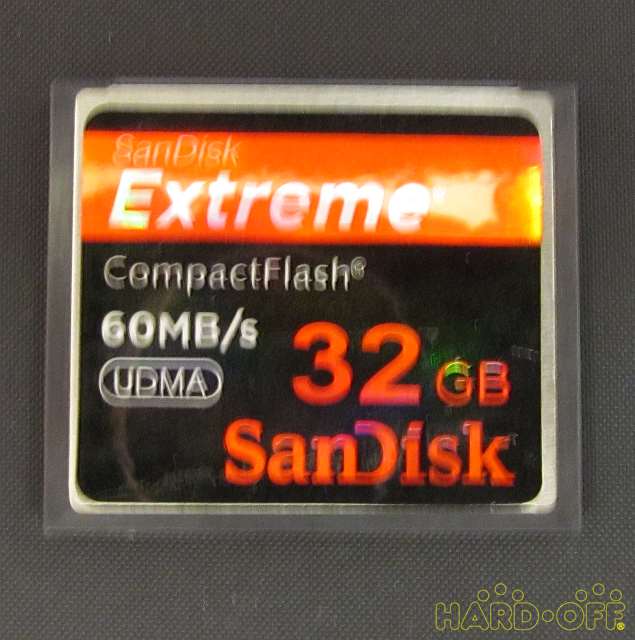 SanDisk
Extreme
CompactFlash®
60MB/s
UDMA
32 GB
SanDisk
HARD·OFF®